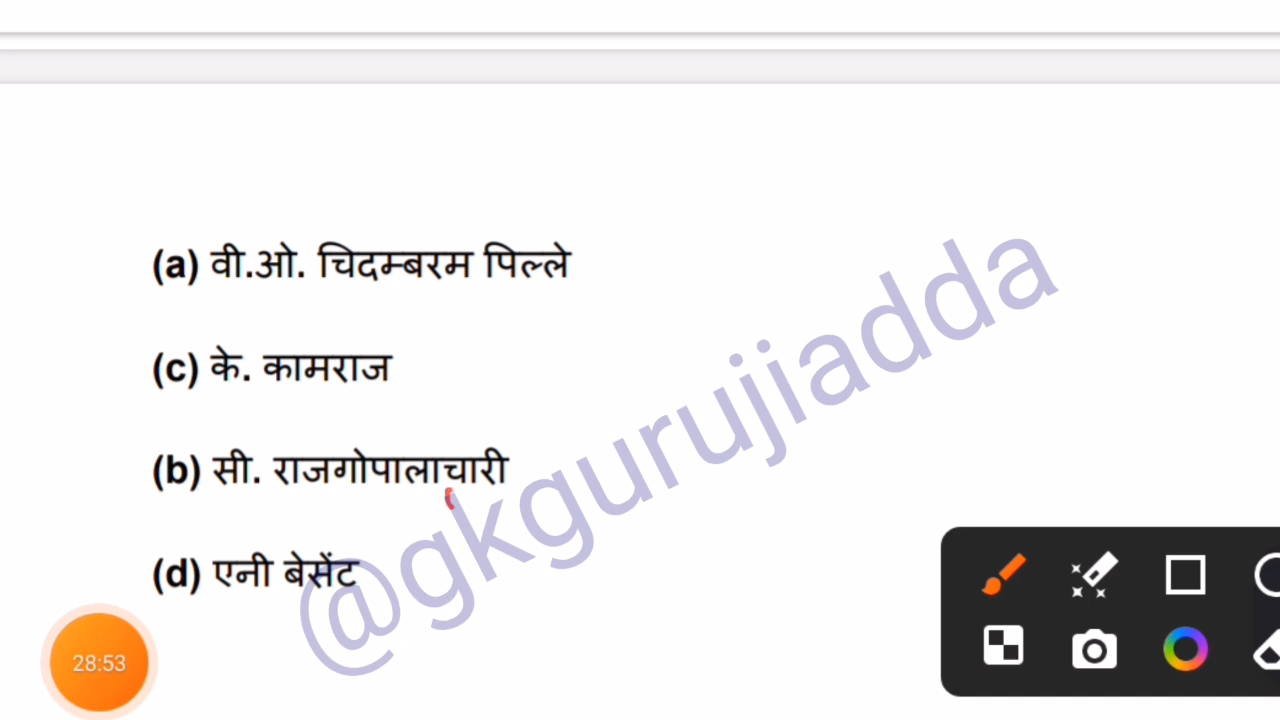 (a) वी.ओ. चिदम्बरम पिल्ले
(c) के. कामराज
(b) सी. राजगोपालाचारी
(d) एनी बेसेंट
@gkgurujiadda
28:53